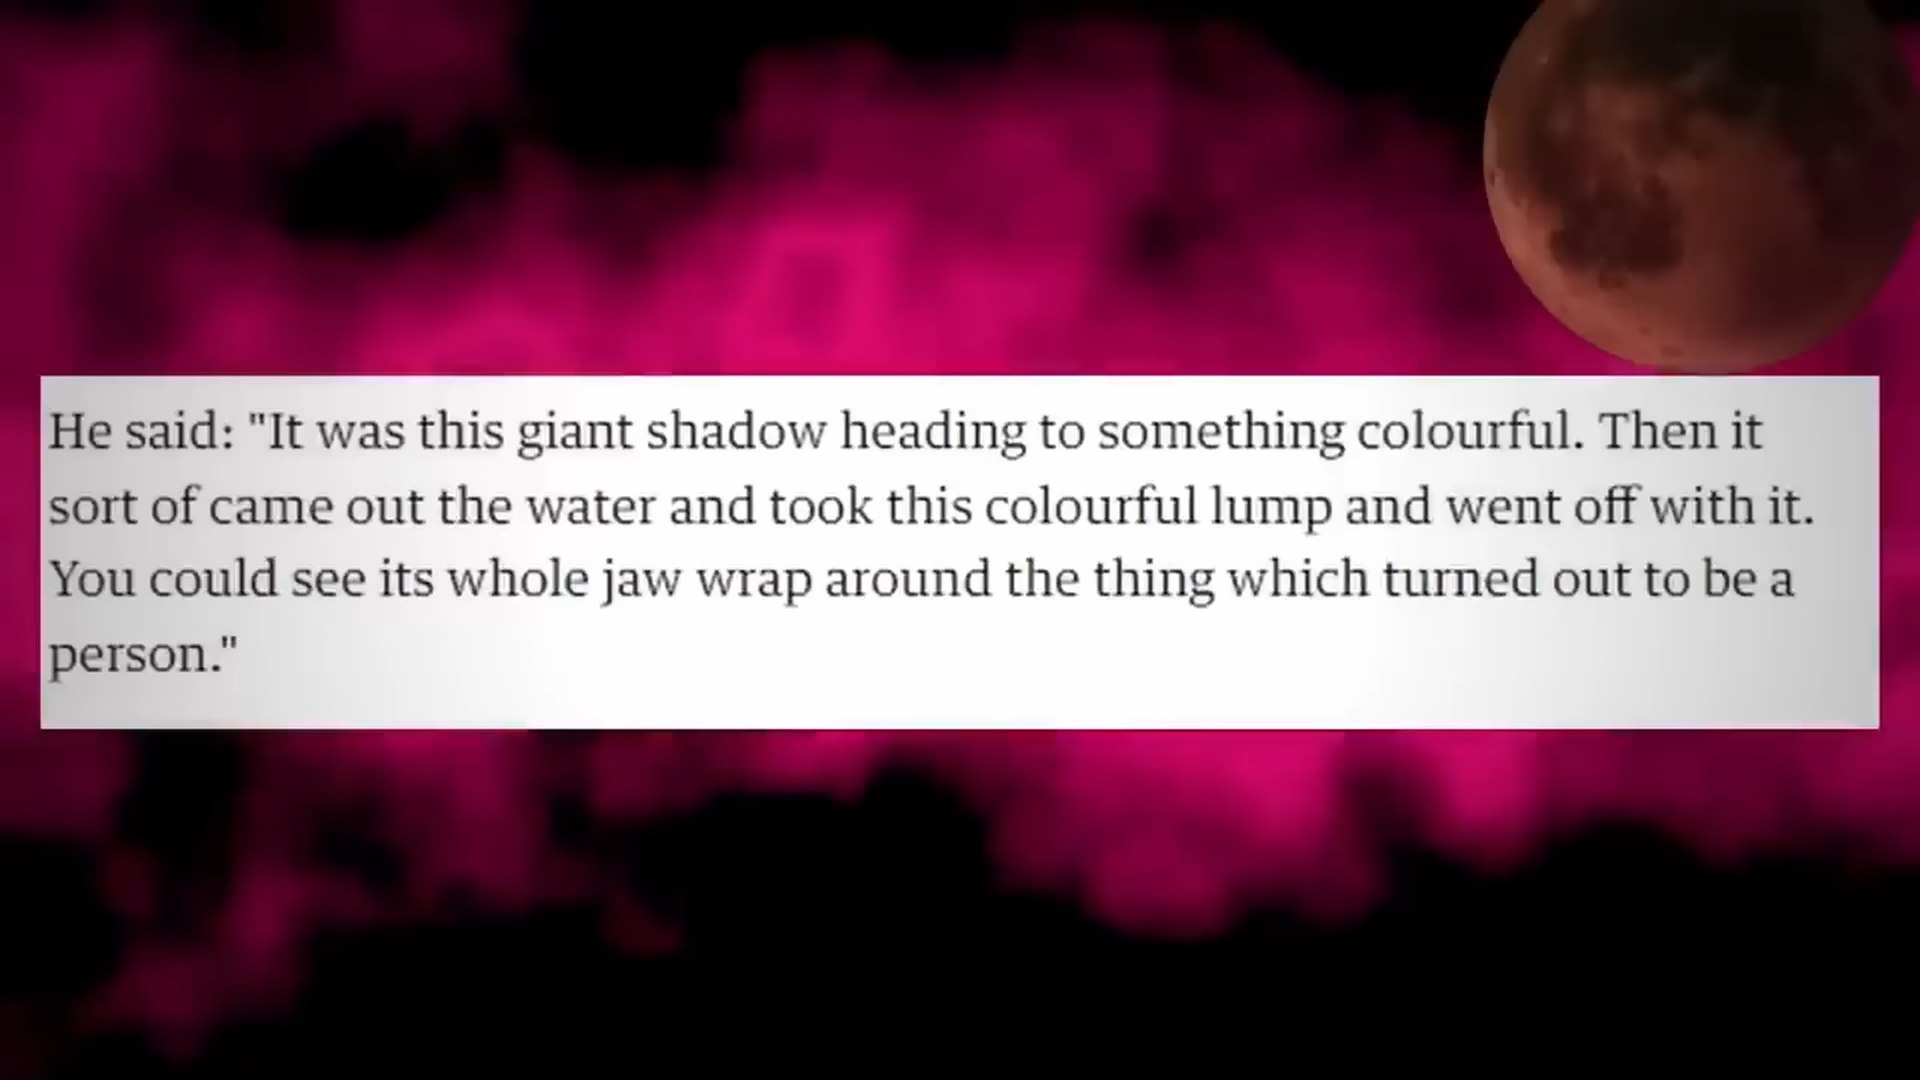 He said: "It was this giant shadow heading to something colourful. Then it
sort of came out the water and took this colourful lump and went off with it.
You could see its whole jaw wrap around the thing which turned out to be a
person."